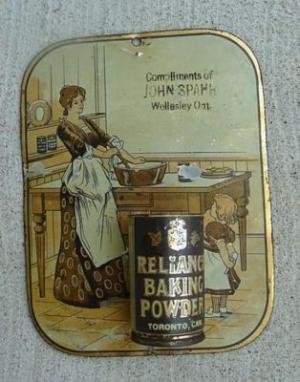 Compliments of
JOHN SPAHR
Wellesley Ont.
RELIANCE
BAKING
POWDER
TORONTO, CAN.